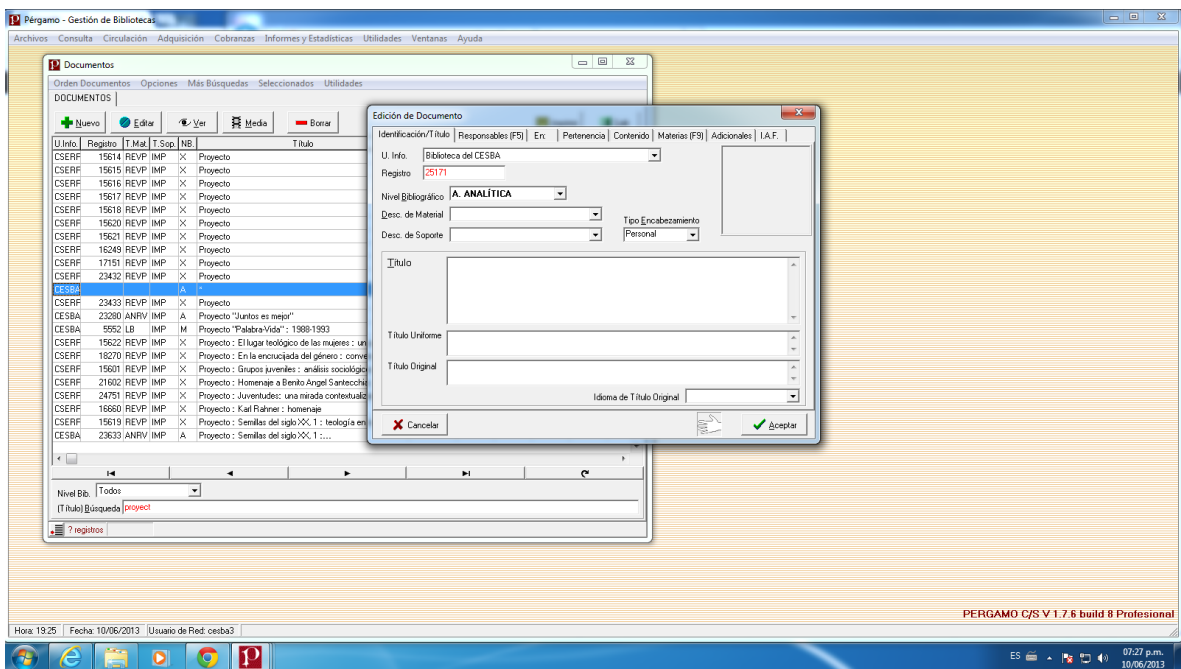 Pérgamo - Gestión de Bibliotecas
Archivos Consulta Circulación Adquisición Cobranzas Informes y Estadísticas Utilidades Ventanas Ayuda
Documentos
Orden Documentos Opciones Más Búsquedas Seleccionados Utilidades
DOCUMENTOS
Nuevo Editar Ver Media Borrar
U.Info. Registro T.Mat. T.Sop. NB. Título
CSERF 15614 REVP IMP X Proyecto
CSERF 15615 REVP IMP X Proyecto
CSERF 15616 REVP IMP X Proyecto
CSERF 15617 REVP IMP X Proyecto
CSERF 15618 REVP IMP X Proyecto
CSERF 15620 REVP IMP X Proyecto
CSERF 15621 REVP IMP X Proyecto
CSERF 16249 REVP IMP X Proyecto
CSERF 17151 REVP IMP X Proyecto
CSERF 23432 REVP IMP X Proyecto
CESBA A *
CSERF 23433 REVP IMP X Proyecto
CESBA 23280 ANRV IMP A Proyecto "Juntos es mejor"
CESBA 5552 LB IMP M Proyecto "Palabra-Vida" : 1988-1993
CSERF 15622 REVP IMP X Proyecto : El lugar teológico de las mujeres : un
CSERF 18270 REVP IMP X Proyecto : En la encrucijada del género : conve
CSERF 15601 REVP IMP X Proyecto : Grupos juveniles : análisis sociológic
CSERF 21602 REVP IMP X Proyecto : Homenaje a Benito Angel Santecchi
CSERF 24751 REVP IMP X Proyecto : Juventudes: una mirada contextualiz
CSERF 16660 REVP IMP X Proyecto : Karl Rahner : homenaje
CSERF 15619 REVP IMP X Proyecto : Semillas del siglo XX, 1 : teología en
CESBA 23633 ANRV IMP A Proyecto : Semillas del siglo XX, 1 :...
Nivel Bib. Todos
(Título) Búsqueda proyect
? registros
Edición de Documento
Identificación/Título Responsables (F5) En: Pertenencia Contenido Materias (F9) Adicionales I.A.F.
U. Info. Biblioteca del CESBA
Registro 25171
Nivel Bibliográfico A. ANALÍTICA
Desc. de Material
Tipo Encabezamiento
Desc. de Soporte Personal
Título
Título Uniforme
Título Original
Idioma de Título Original
Cancelar Aceptar
PERGAMO C/S V 1.7.6 build 8 Profesional
Hora: 19:25 Fecha: 10/06/2013 Usuario de Red: cesba3
ES 07:27 p.m.
10/06/2013